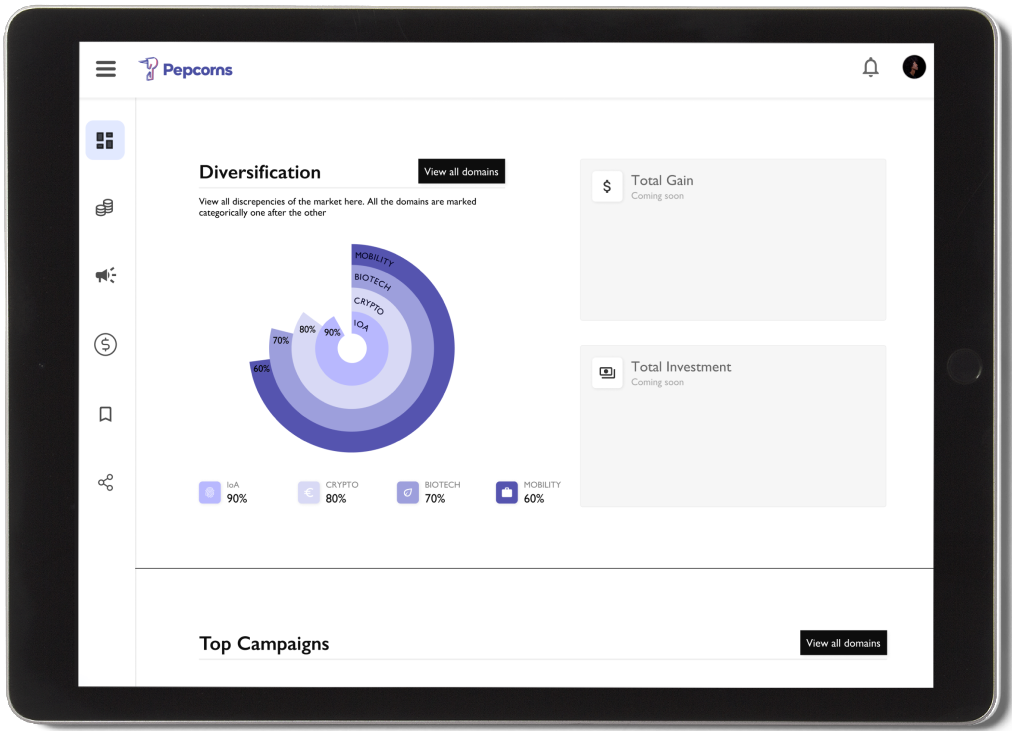 Pepcorns
Diversification
View all domains
View all discrepencies of the market here. All the domains are marked
categorically one after the other
MOBILITY
BIOTECH
CRYPTO
IOA
90%
80%
70%
60%
IoA
90%
CRYPTO
80%
BIOTECH
70%
MOBILITY
60%
$
Total Gain
Coming soon
Total Investment
Coming soon
Top Campaigns
View all domains